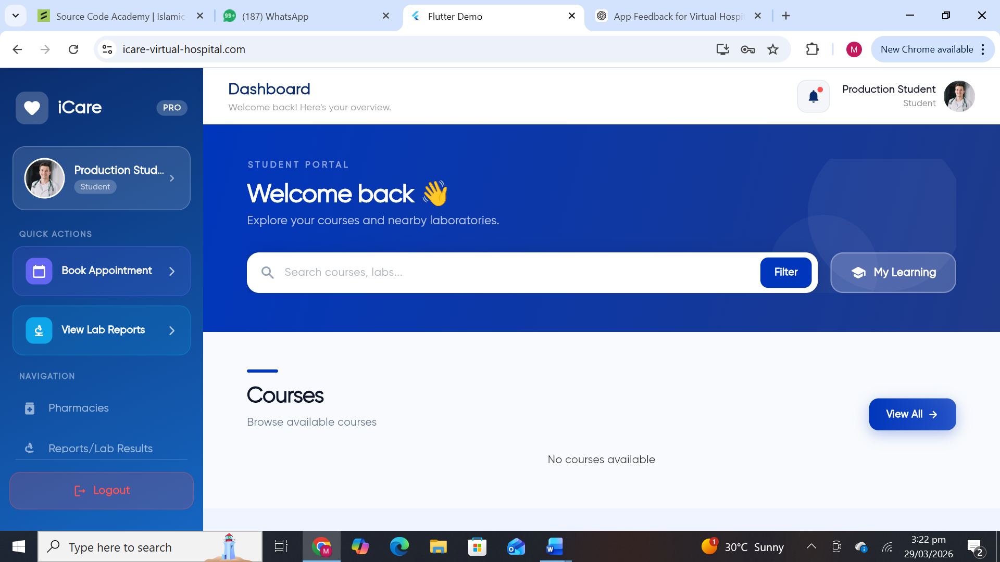 Source Code Academy | Islamic
(187) WhatsApp
Flutter Demo
App Feedback for Virtual Hospi
icare-virtual-hospital.com
M
New Chrome available
iCare
PRO
Production Stud...
Student
QUICK ACTIONS
Book Appointment
View Lab Reports
NAVIGATION
Pharmacies
Reports/Lab Results
Logout
Dashboard
Welcome back! Here's your overview.
Production Student
Student
STUDENT PORTAL
Welcome back 👋
Explore your courses and nearby laboratories.
Search courses, labs...
Filter
My Learning
Courses
Browse available courses
View All →
No courses available
Type here to search
1
30°C Sunny
3:22 pm
29/03/2026
2